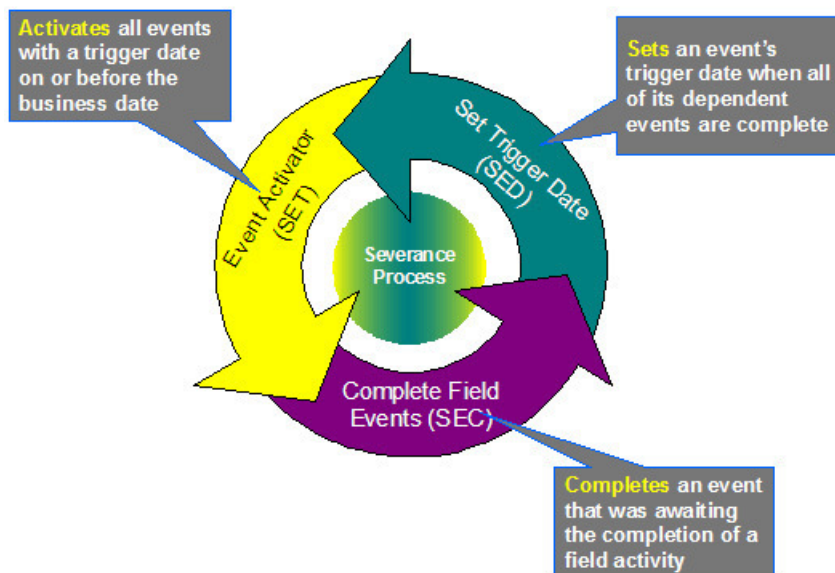 Activates all events
with a trigger date
on or before the
business date
Sets an event's
trigger date when all
of its dependent
events are complete
Event Activator
(SET)
Set Trigger Date
(SED)
Severance
Process
Complete Field
Events (SEC)
Completes an event
that was awaiting
the completion of a
field activity